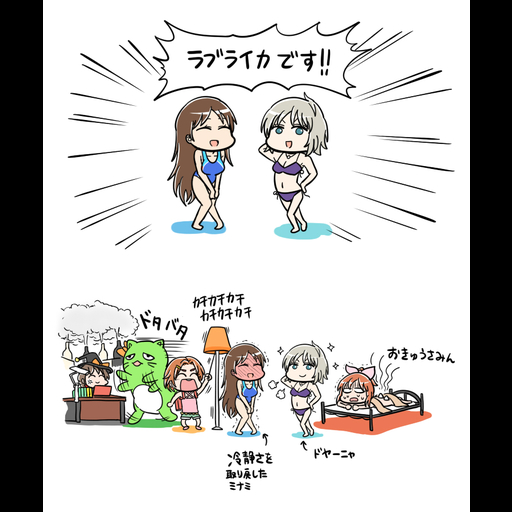 ラブライカです!!
ドタバタ
カチカチカチ
カチカチカチ
おきゅうさみん
冷静さを
取り戻した
ミナミ
ドヤーニャ